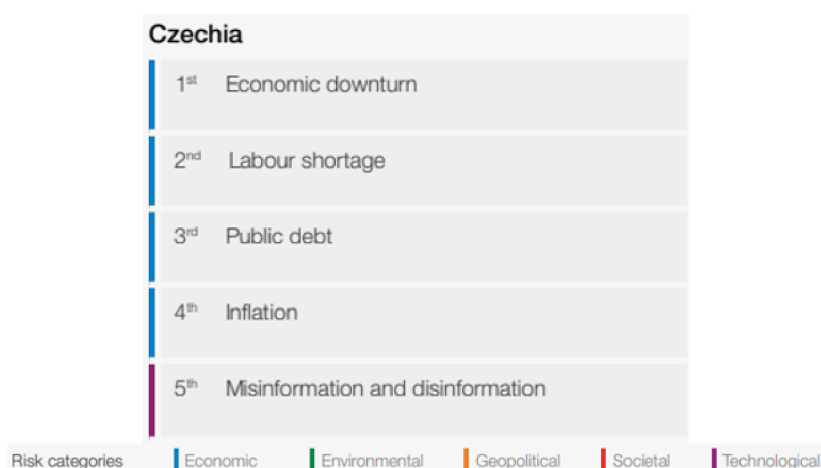 Czechia
1st Economic downturn
2nd Labour shortage
3rd Public debt
4th Inflation
5th Misinformation and disinformation
Risk categories Economic Environmental Geopolitical Societal Technological